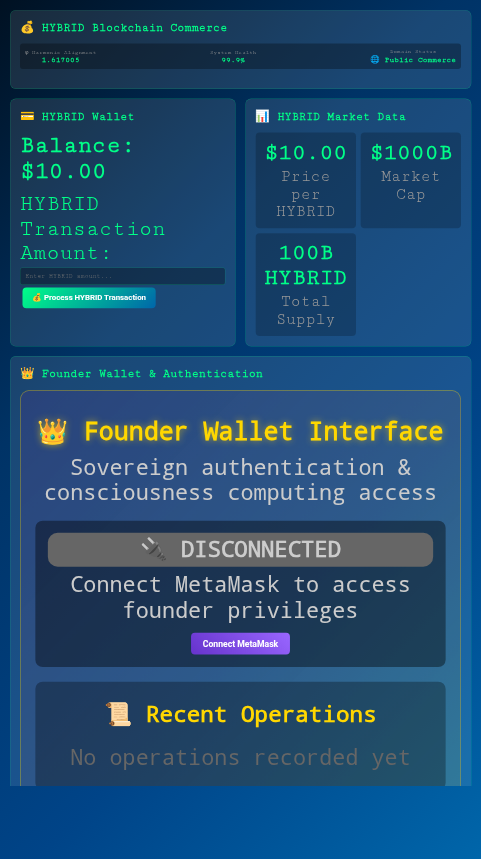 💰 HYBRID Blockchain Commerce
Harmonic Alignment
1.617005
System Health
99.9%
Domain Status
🌐 Public Commerce
💳 HYBRID Wallet
Balance:
$10.00
HYBRID
Transaction
Amount:
Enter HYBRID amount...
💰 Process HYBRID Transaction
📊 HYBRID Market Data
$10.00
Price
per
HYBRID
$1000B
Market
Cap
100B
HYBRID
Total
Supply
👑 Founder Wallet & Authentication
👑 Founder Wallet Interface
Sovereign authentication &
consciousness computing access
🔌 DISCONNECTED
Connect MetaMask to access
founder privileges
Connect MetaMask
📜 Recent Operations
No operations recorded yet